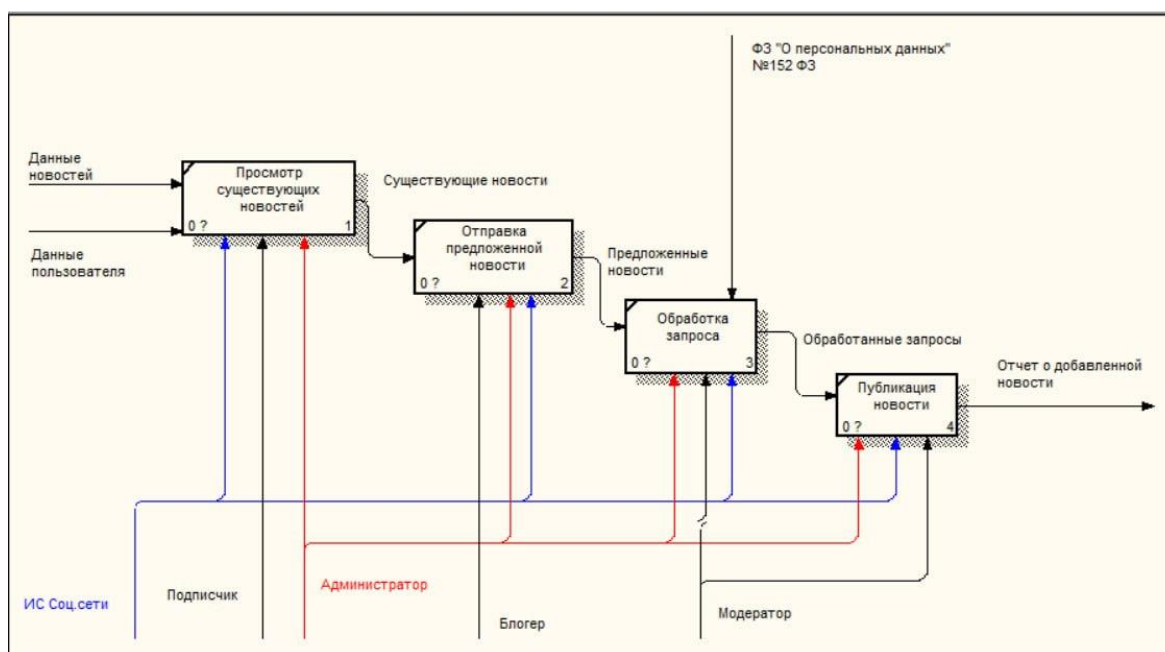 ФЗ "О персональных данных"
№152 ФЗ
Данные
новостей
Просмотр
существующих
новостей
0 ?
1
Данные
пользователя
Существующие новости
Отправка
предложенной
новости
0 ?
2
Предложенные
новости
Обработка
запроса
0 ?
3
Обработанные запросы
Публикация
новости
0 ?
4
Отчет о добавленной
новости
ИС Соц.сети
Подписчик
Администратор
Блогер
Модератор